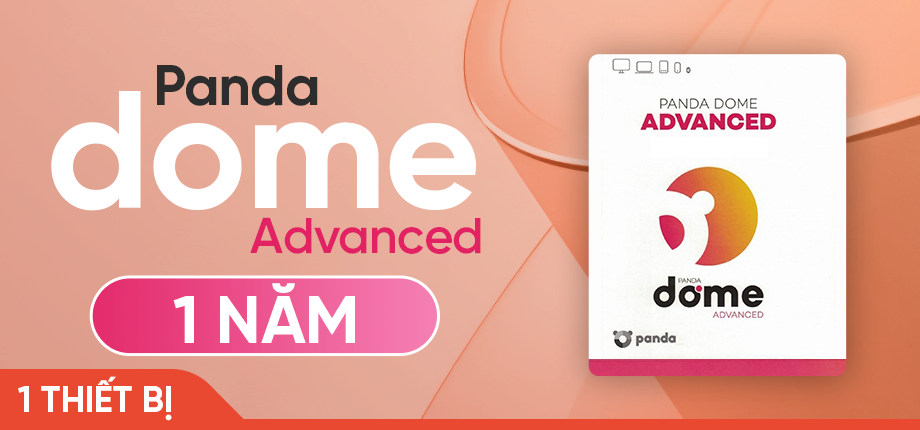 Panda
dome
Advanced
1 NĂM
1 THIẾT BỊ
PANDA DOME
ADVANCED
PANDA
dome
ADVANCED
panda